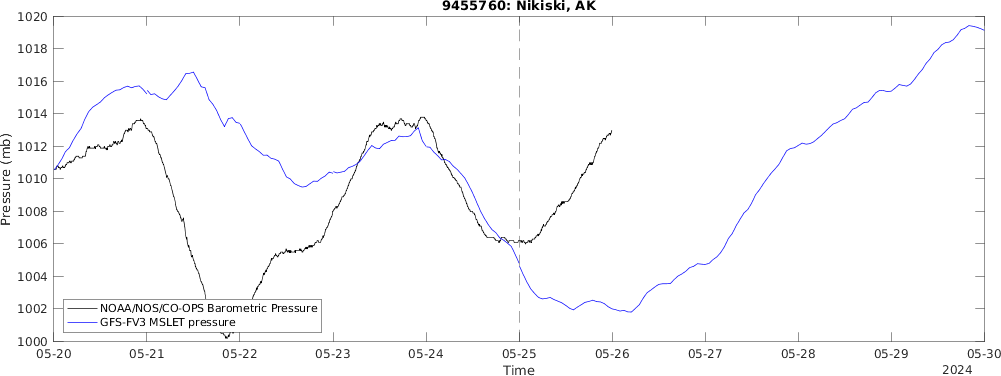 9455760: Nikiski, AK
1020
1018
1016
1014
1012
1010
1008
1006
1004
1002
1000
Pressure (mb)
NOAA/NOS/CO-OPS Barometric Pressure
GFS-FV3 MSLET pressure
05-20 05-21 05-22 05-23 05-24 05-25 05-26 05-27 05-28 05-29 05-30
Time
2024